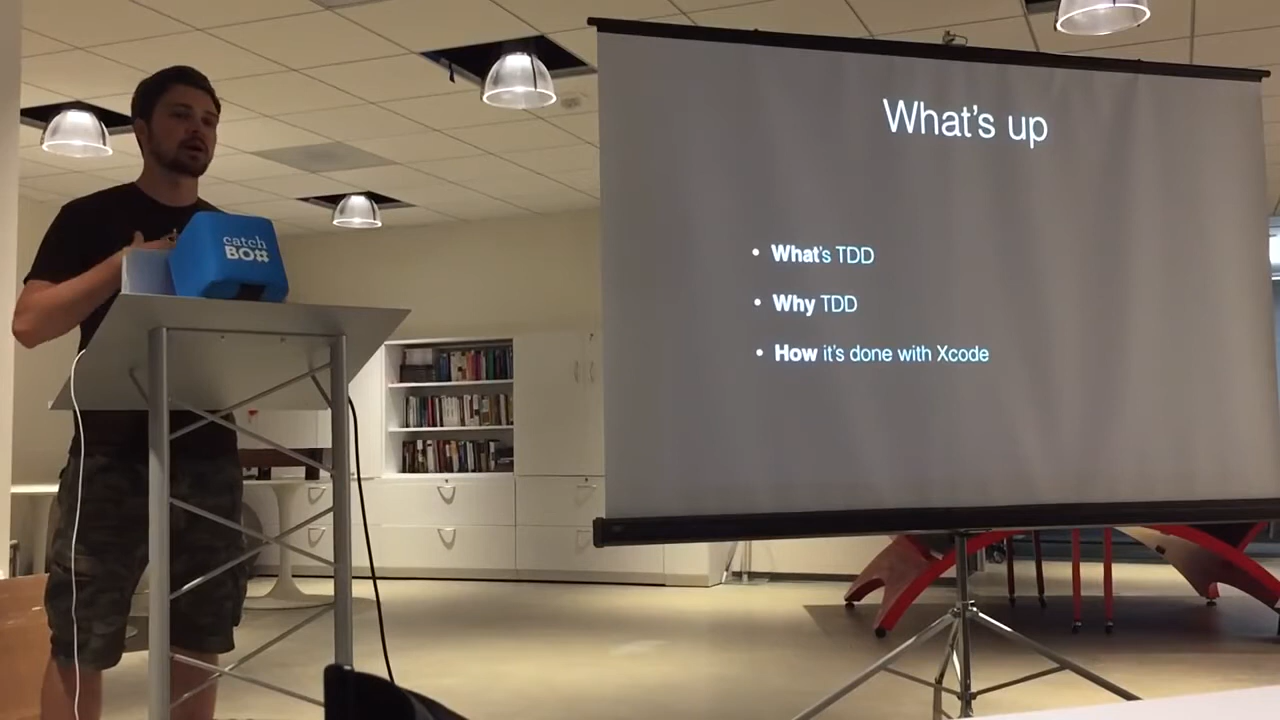 catch
BOX
What's up
• What's TDD
• Why TDD
• How it's done with Xcode